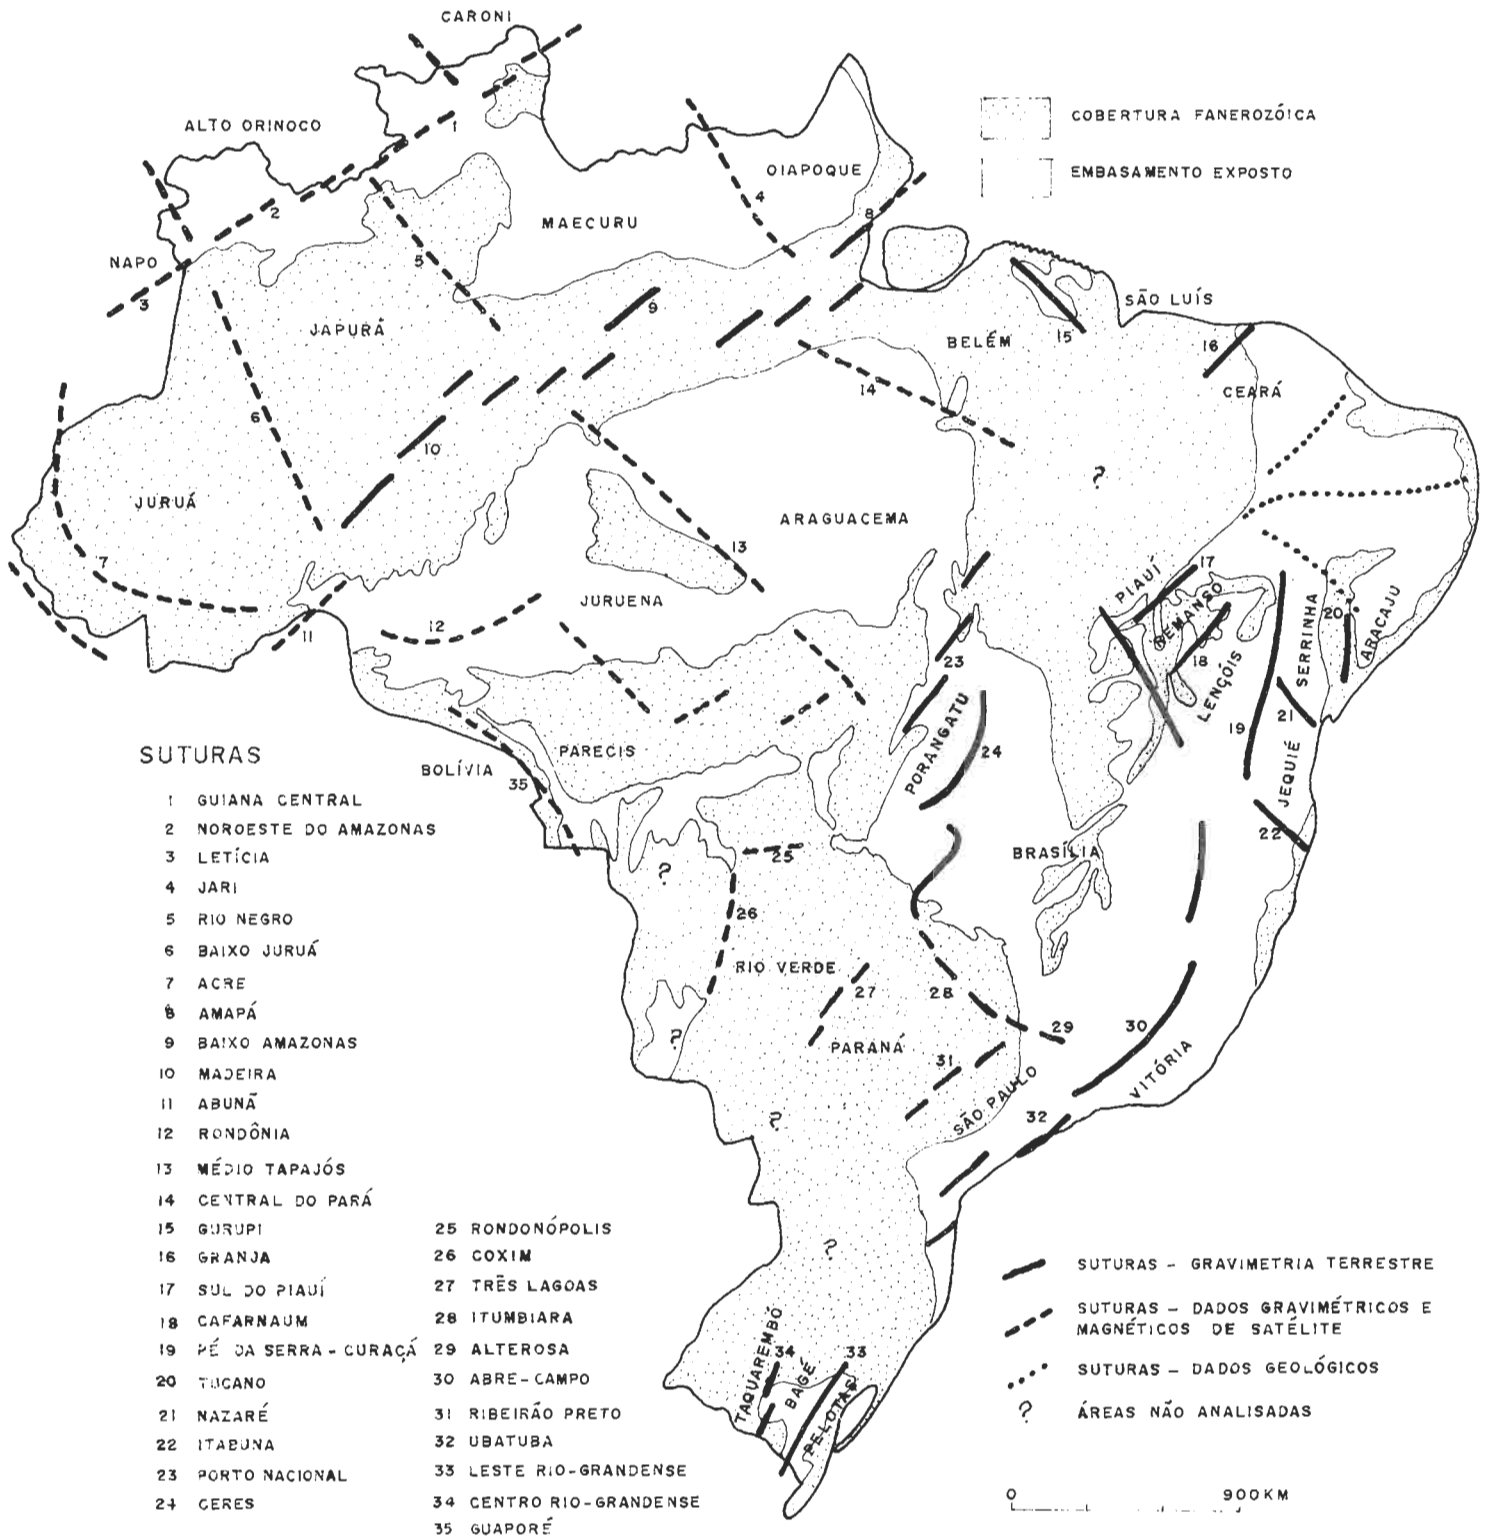 CARONI
ALTO ORINOCO
1
COBERTURA FANEROZÓICA
EMBASAMENTO EXPOSTO
OIAPOQUE
4
2
8
MAECURU
NAPO
5
3
JAPURÁ
9
SÃO LUÍS
BELÉM
15
16
14
CEARÁ
6
10
?
JURUÁ
ARAGUACEMA
13
7
17
PIAUÍ
REMANSO
JURUENA
12
11
SERRINHA
20
ARACAJU
23
18
LENÇÓIS
21
19
PORANGATU
24
PARECIS
BOLÍVIA
35
JEQUIÉ
22
BRASÍLIA
25
?
26
RIO VERDE
27
28
29
30
?
PARANÁ
31
SÃO PAULO
VITÓRIA
32
?
?
TAQUAREMBÓ
34
BAGÉ
33
PELOTAS
SUTURAS
1 GUIANA CENTRAL
2 NOROESTE DO AMAZONAS
3 LETÍCIA
4 JARI
5 RIO NEGRO
6 BAIXO JURUÁ
7 ACRE
8 AMAPÁ
9 BAIXO AMAZONAS
10 MADEIRA
11 ABUNÃ
12 RONDÔNIA
13 MÉDIO TAPAJÓS
14 CENTRAL DO PARÁ
15 GURUPI
16 GRANJA
17 SUL DO PIAUÍ
18 CAFARNAUM
19 PÉ DA SERRA - CURAÇÁ
20 TUCANO
21 NAZARÉ
22 ITABUNA
23 PORTO NACIONAL
24 CERES
25 RONDONÓPOLIS
26 COXIM
27 TRÊS LAGOAS
28 ITUMBIARA
29 ALTEROSA
30 ABRE-CAMPO
31 RIBEIRÃO PRETO
32 UBATUBA
33 LESTE RIO-GRANDENSE
34 CENTRO RIO-GRANDENSE
35 GUAPORÉ
SUTURAS - GRAVIMETRIA TERRESTRE
SUTURAS - DADOS GRAVIMÉTRICOS E
MAGNÉTICOS DE SATÉLITE
SUTURAS - DADOS GEOLÓGICOS
? ÁREAS NÃO ANALISADAS
0 900KM